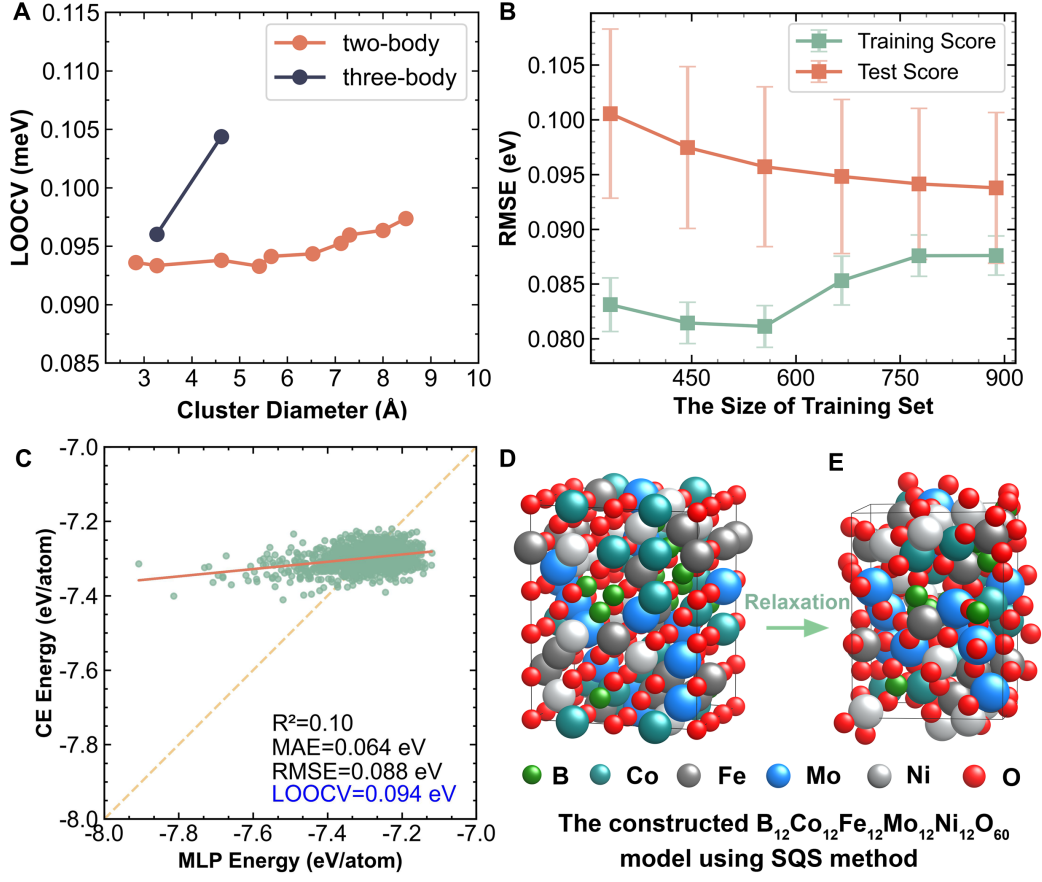 A
0.115
0.110
0.105
0.100
0.095
0.090
0.085
LOOCV (meV)
two-body
three-body
3 4 5 6 7 8 9 10
Cluster Diameter (Å)
B
0.105
0.100
0.095
0.090
0.085
0.080
RMSE (eV)
Training Score
Test Score
450 600 750 900
The Size of Training Set
C
-7.0
-7.2
-7.4
-7.6
-7.8
-8.0
CE Energy (eV/atom)
R²=0.10
MAE=0.064 eV
RMSE=0.088 eV
LOOCV=0.094 eV
-8.0 -7.8 -7.6 -7.4 -7.2 -7.0
MLP Energy (eV/atom)
D
E
Relaxation
B Co Fe Mo Ni O
The constructed B₁₂Co₁₂Fe₁₂Mo₁₂Ni₁₂O₆₀
model using SQS method